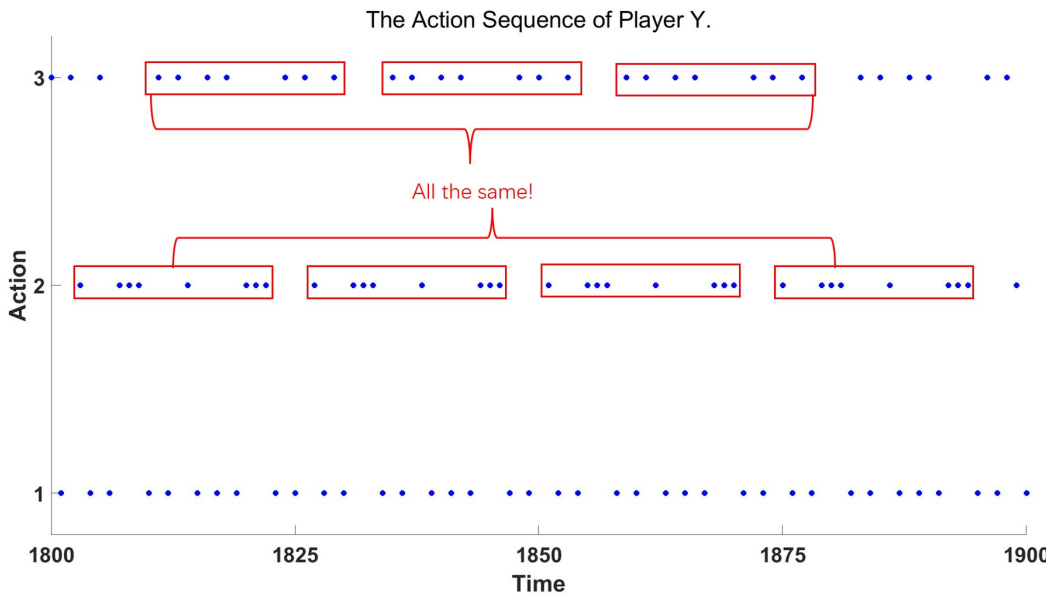 The Action Sequence of Player Y.
3
All the same!
Action
2
1
1800 1825 1850 1875 1900
Time